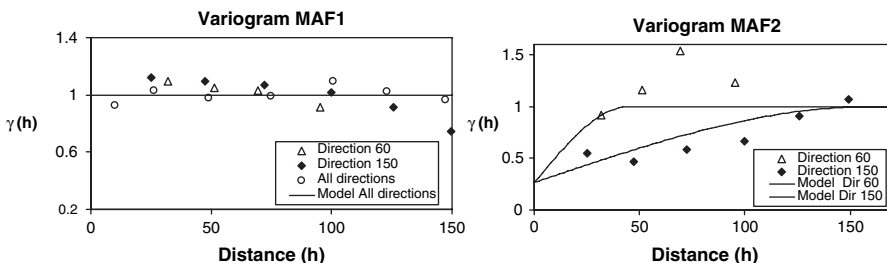 Variogram MAF1
1.4
1
0.6
0.2
γ (h)
Direction 60
Direction 150
All directions
Model All directions
0 50 100 150
Distance (h)
Variogram MAF2
1.5
1
0.5
0
γ (h)
Direction 60
Direction 150
Model Dir 60
Model Dir 150
0 50 100 150
Distance (h)